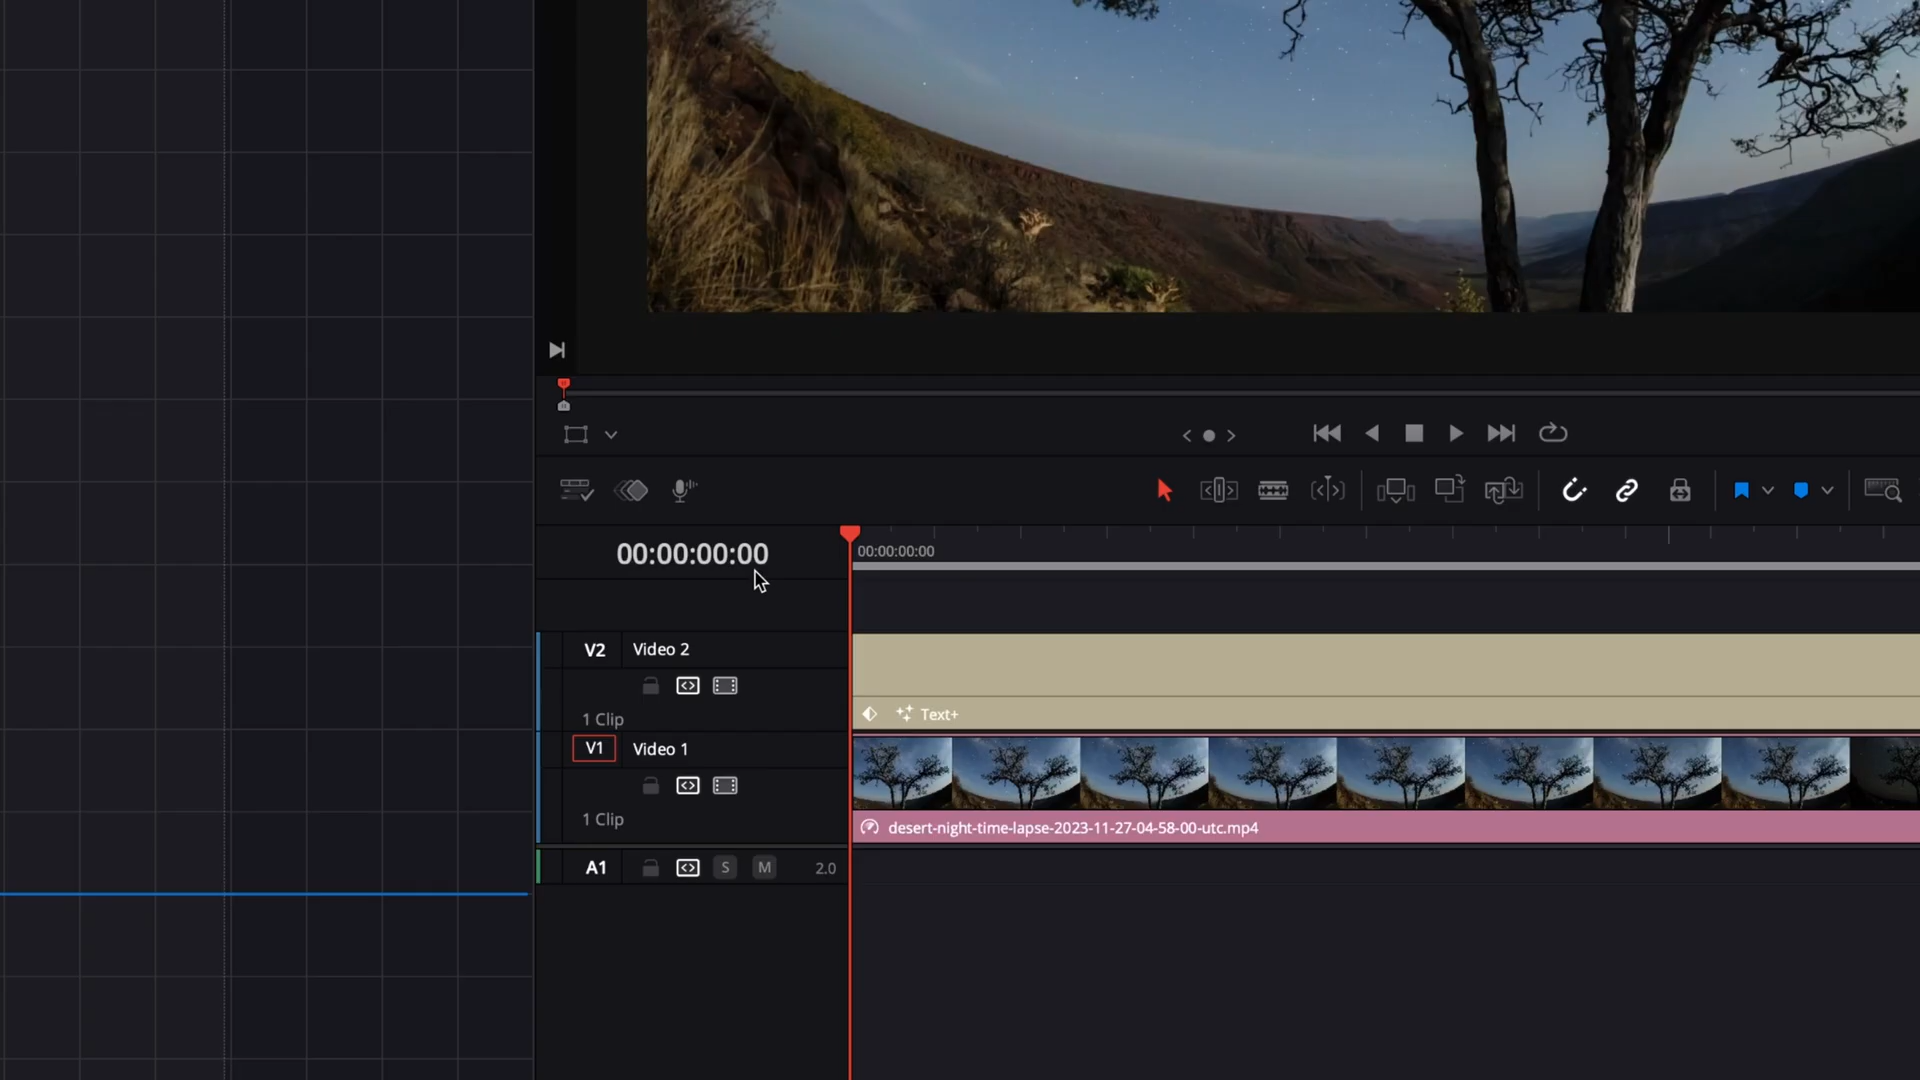 00:00:00:00
00:00:00:00
V2 Video 2
1 Clip
Text+
V1 Video 1
1 Clip
desert-night-time-lapse-2023-11-27-04-58-00-utc.mp4
A1 S M 2.0